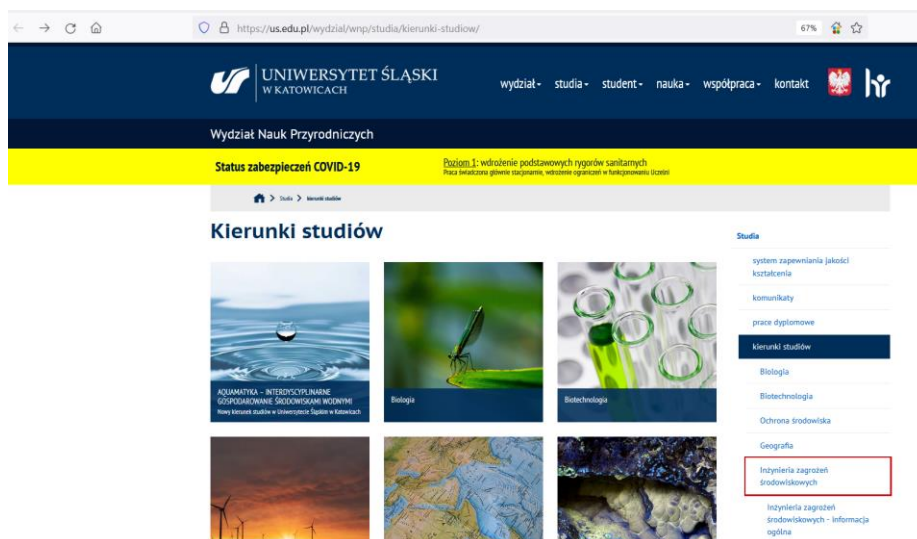 https://us.edu.pl/wydzial/wnp/studia/kierunki-studiow/
67%
UNIWERSYTET ŚLĄSKI
W KATOWICACH
wydział
studia
student
nauka
współpraca
kontakt
hr
Wydział Nauk Przyrodniczych
Status zabezpieczeń COVID-19
Poziom 1: wdrożenie podstawowych rygorów sanitarnych
Praca świadczona głównie stacjonarnie, wdrożenie ograniczeń w funkcjonowaniu Uczelni
Studia
kierunki studiów
Kierunki studiów
AQUAMATYKA – INTERDYSCYPLINARNE
GOSPODAROWANIE ŚRODOWISKAMI WODNYMI
Nowy kierunek studiów w Uniwersytecie Śląskim w Katowicach
Biologia
Biotechnologia
Studia
system zapewniania jakości
kształcenia
komunikaty
prace dyplomowe
kierunki studiów
Biologia
Biotechnologia
Ochrona środowiska
Geografia
Inżynieria zagrożeń
środowiskowych
Inżynieria zagrożeń
środowiskowych - informacja
ogólna